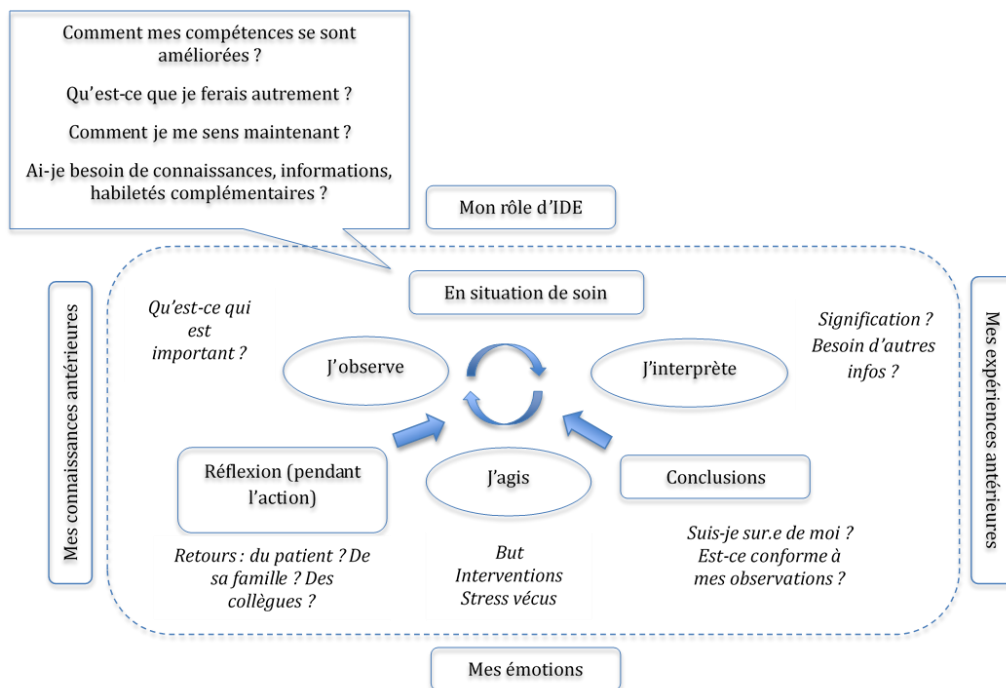 Comment mes compétences se sont
améliorées ?
Qu'est-ce que je ferais autrement ?
Comment je me sens maintenant ?
Ai-je besoin de connaissances, informations,
habiletés complémentaires ?
Mon rôle d'IDE
En situation de soin
Mes connaissances antérieures
Qu'est-ce qui
est
important ?
J'observe
J'interprète
Signification ?
Besoin d'autres
infos ?
Mes expériences antérieures
Réflexion (pendant
l'action)
J'agis
Conclusions
Retours : du patient ? De
sa famille ? Des
collègues ?
But
Interventions
Stress vécus
Suis-je sur.e de moi ?
Est-ce conforme à
mes observations ?
Mes émotions